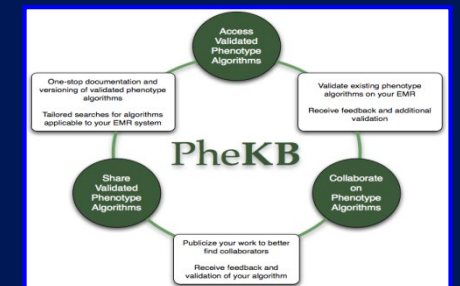 Access
Validated
Phenotype
Algorithms
One-stop documentation and
versioning of validated phenotype
algorithms
Tailored searches for algorithms
applicable to your EMR system
Validate existing phenotype
algorithms on your EMR
Receive feedback and additional
validation
PheKB
Share
Validated
Phenotype
Algorithms
Collaborate
on
Phenotype
Algorithms
Publicize your work to better
find collaborators
Receive feedback and
validation of your algorithm